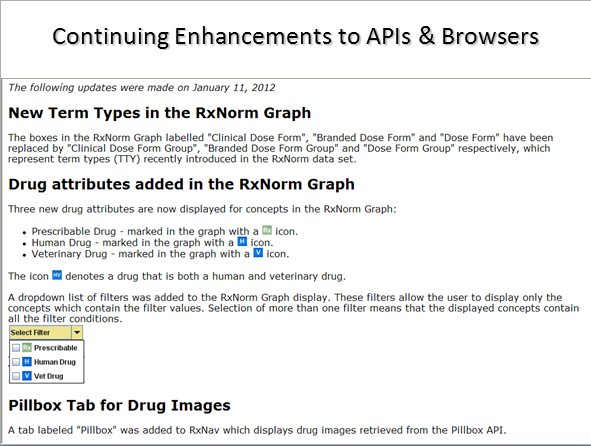 Continuing Enhancements to APIs & Browsers
The following updates were made on January 11, 2012
New Term Types in the RxNorm Graph
The boxes in the RxNorm Graph labelled "Clinical Dose Form", "Branded Dose Form" and "Dose Form" have been
replaced by "Clinical Dose Form Group", "Branded Dose Form Group" and "Dose Form Group" respectively, which
represent term types (TTY) recently introduced in the RxNorm data set.
Drug attributes added in the RxNorm Graph
Three new drug attributes are now displayed for concepts in the RxNorm Graph:
• Prescribable Drug - marked in the graph with a Rx icon.
• Human Drug - marked in the graph with a H icon.
• Veterinary Drug - marked in the graph with a V icon.
The icon HV denotes a drug that is both a human and veterinary drug.
A dropdown list of filters was added to the RxNorm Graph display. These filters allow the user to display only the
concepts which contain the filter values. Selection of more than one filter means that the displayed concepts contain
all the filter conditions.
Select Filter
Rx Prescribable
H Human Drug
V Vet Drug
Pillbox Tab for Drug Images
A tab labeled "Pillbox" was added to RxNav which displays drug images retrieved from the Pillbox API.